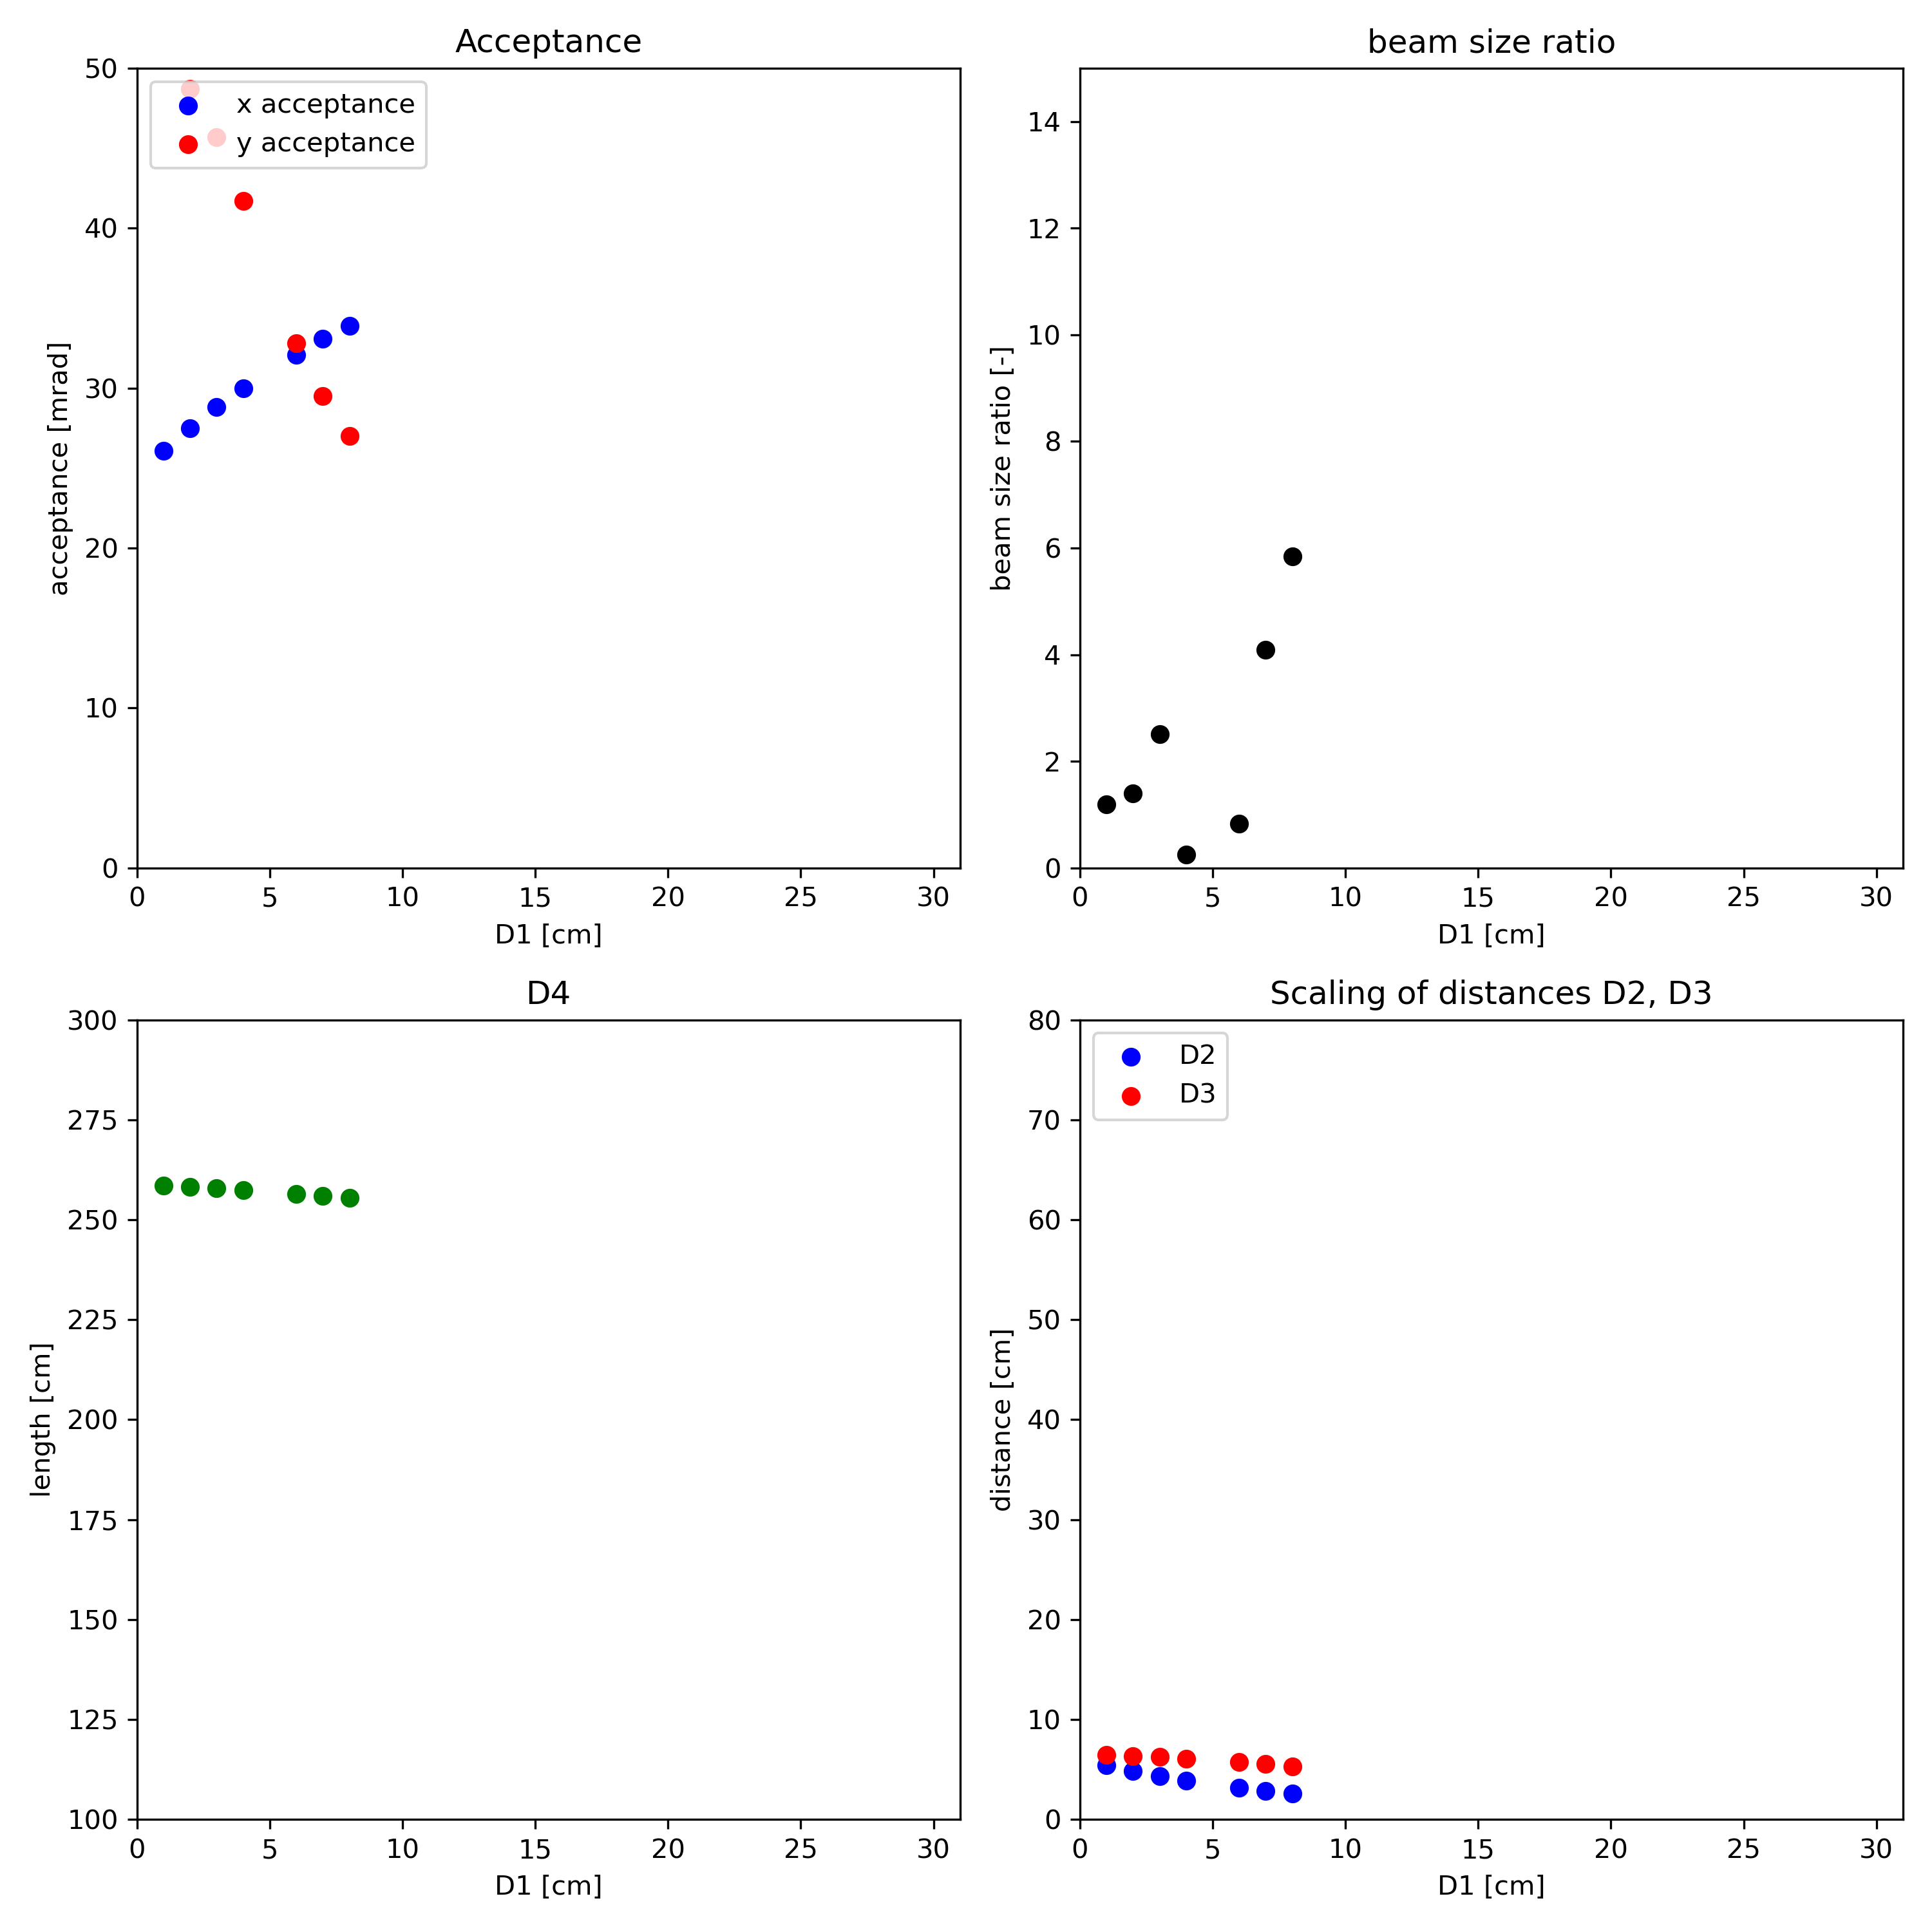 Acceptance
50
40
30
20
10
0
acceptance [mrad]
x acceptance
y acceptance
0 5 10 15 20 25 30
D1 [cm]
beam size ratio
14
12
10
8
6
4
2
0
beam size ratio [-]
0 5 10 15 20 25 30
D1 [cm]
D4
300
275
250
225
200
175
150
125
100
length [cm]
0 5 10 15 20 25 30
D1 [cm]
Scaling of distances D2, D3
80
70
60
50
40
30
20
10
0
distance [cm]
D2
D3
0 5 10 15 20 25 30
D1 [cm]